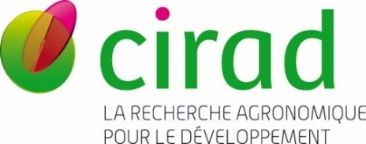 cirad
LA RECHERCHE AGRONOMIQUE
POUR LE DÉVELOPPEMENT